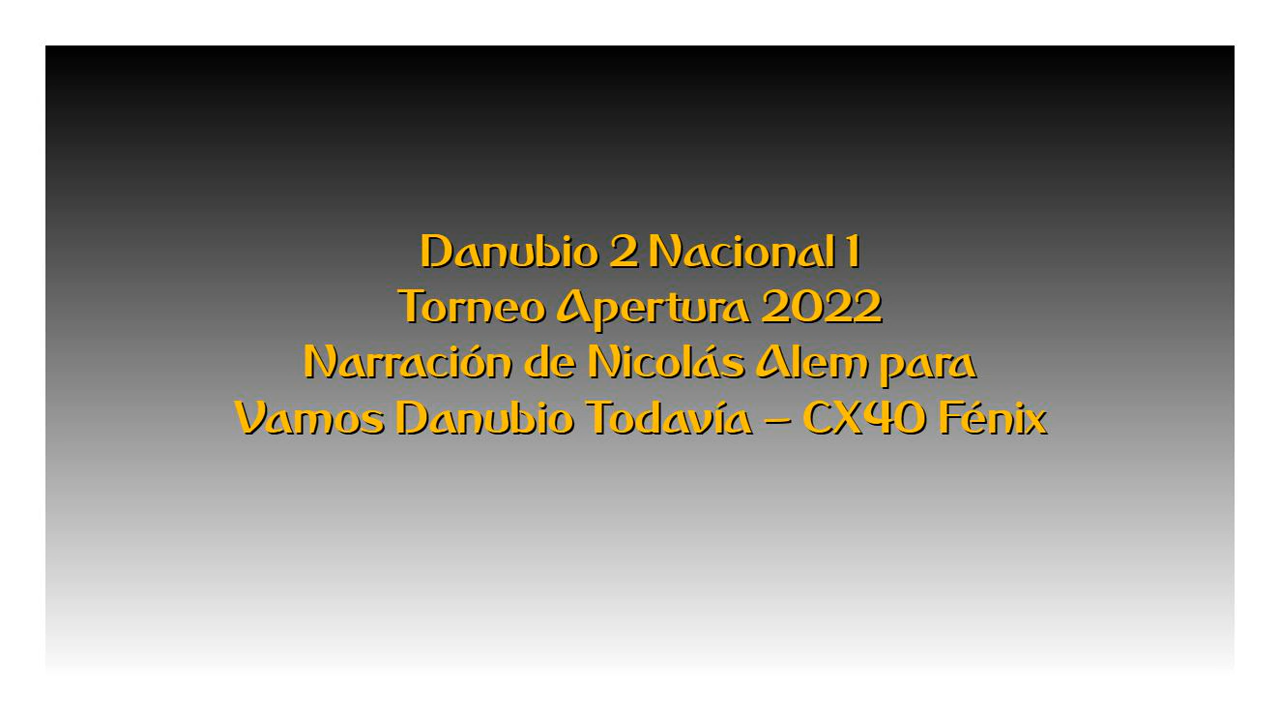 Danubio 2 Nacional 1
Torneo Apertura 2022
Narración de Nicolás Alem para
Vamos Danubio Todavía – CX40 Fénix